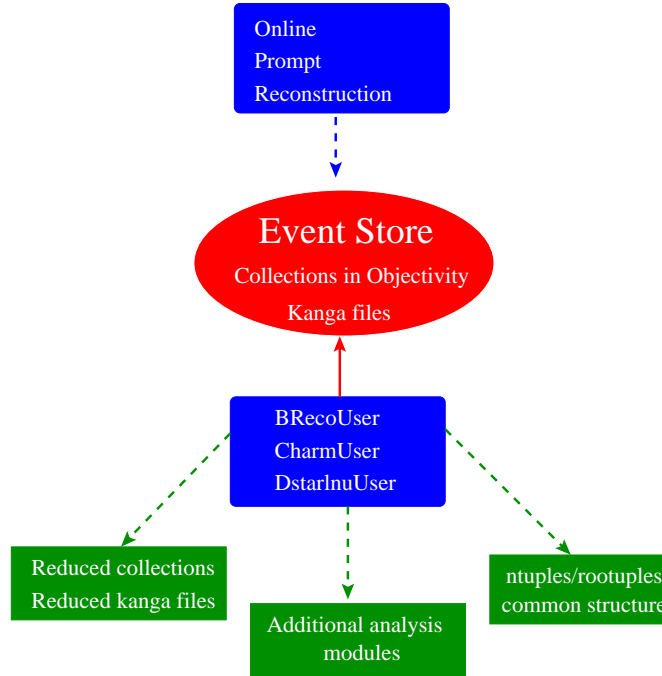 Online
Prompt
Reconstruction
Event Store
Collections in Objectivity
Kanga files
BRecoUser
CharmUser
DstarlnuUser
Reduced collections
Reduced kanga files
Additional analysis
modules
ntuples/rootuples
common structure